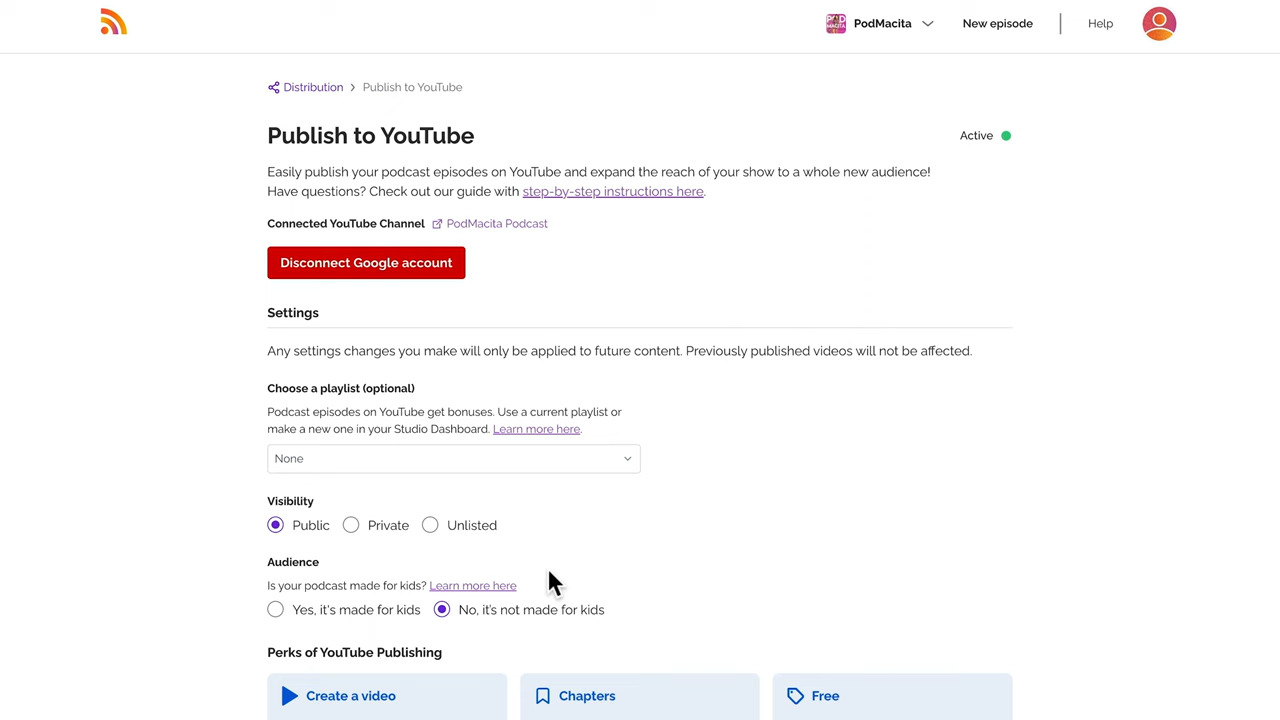 PodMacita
New episode
Help
POD
MACITA
Distribution > Publish to YouTube
Publish to YouTube
Active
Easily publish your podcast episodes on YouTube and expand the reach of your show to a whole new audience!
Have questions? Check out our guide with step-by-step instructions here.
Connected YouTube Channel PodMacita Podcast
Disconnect Google account
Settings
Any settings changes you make will only be applied to future content. Previously published videos will not be affected.
Choose a playlist (optional)
Podcast episodes on YouTube get bonuses. Use a current playlist or
make a new one in your Studio Dashboard. Learn more here.
None
Visibility
Public Private Unlisted
Audience
Is your podcast made for kids? Learn more here
Yes, it's made for kids No, it's not made for kids
Perks of YouTube Publishing
Create a video
Chapters
Free